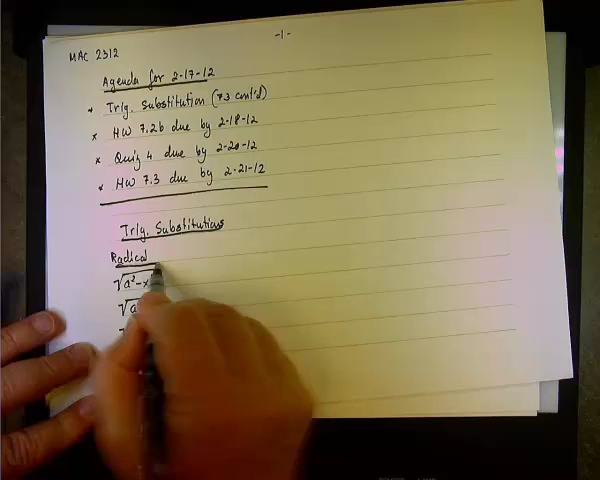 -1-
MAC 2312
Agenda for 2-17-12
* Trig. Substitution (7.3 cont'd)
* HW 7.2b due by 2-18-12
* Quiz 4 due by 2-20-12
* HW 7.3 due by 2-21-12
Trig. Substitutions
Radical
√a²-x
√a